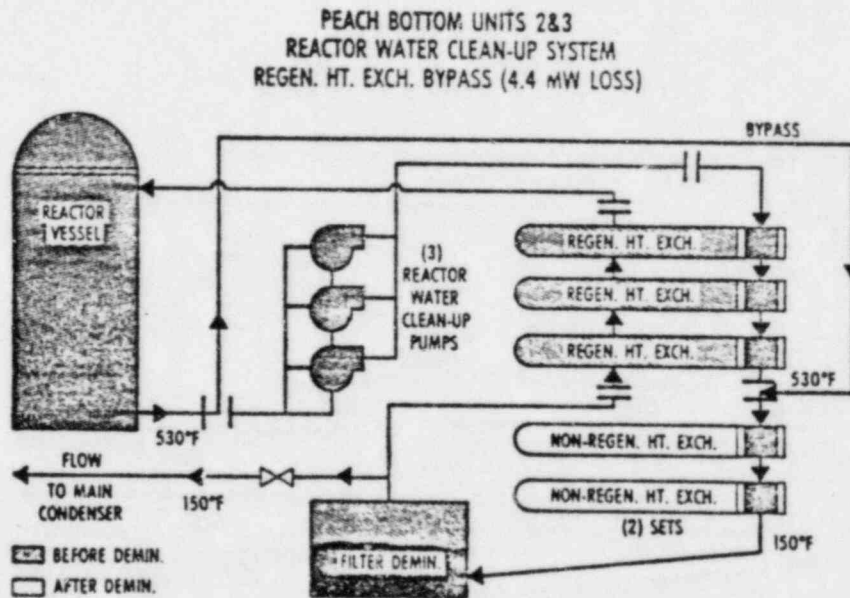 PEACH BOTTOM UNITS 2&3
REACTOR WATER CLEAN-UP SYSTEM
REGEN. HT. EXCH. BYPASS (4.4 MW LOSS)
BYPASS
REACTOR
VESSEL
(3)
REACTOR
WATER
CLEAN-UP
PUMPS
REGEN. HT. EXCH.
REGEN. HT. EXCH.
REGEN. HT. EXCH.
530°F
530°F
NON-REGEN. HT. EXCH.
NON-REGEN. HT. EXCH.
(2) SETS
150°F
FLOW
TO MAIN
CONDENSER
150°F
FILTER DEMIN.
BEFORE DEMIN.
AFTER DEMIN.